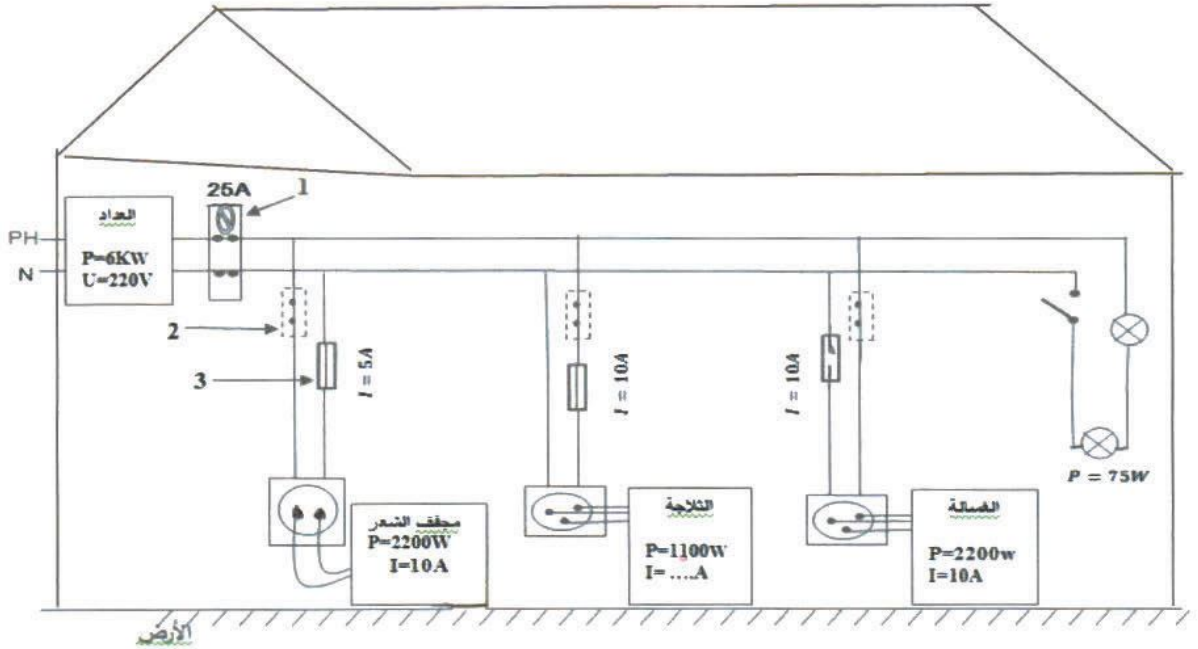 25A
1
العداد
P=6KW
U=220V
PH
N
2
3
I = 5A
I = 10A
I = 10A
P = 75W
مجفف الشعر
P=2200W
I=10A
الثلاجة
P=1100W
I= ....A
الغسالة
P=2200w
I=10A
الأرض